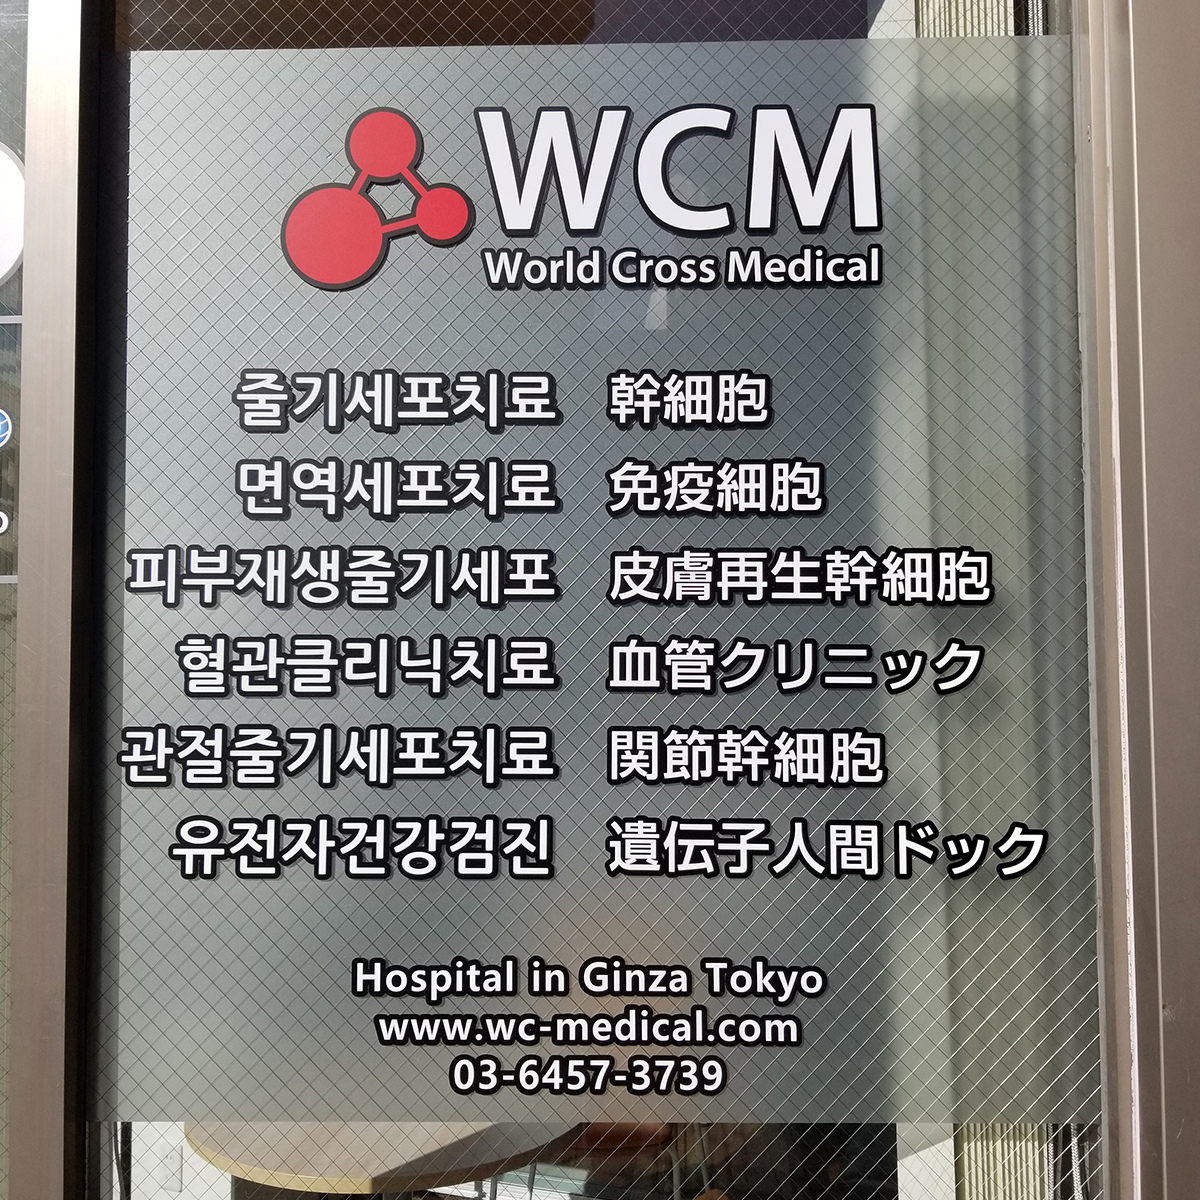 WCM
World Cross Medical
줄기세포치료 幹細胞
면역세포치료 免疫細胞
피부재생줄기세포 皮膚再生幹細胞
혈관클리닉치료 血管クリニック
관절줄기세포치료 関節幹細胞
유전자건강검진 遺伝子人間ドック
Hospital in Ginza Tokyo
www.wc-medical.com
03-6457-3739